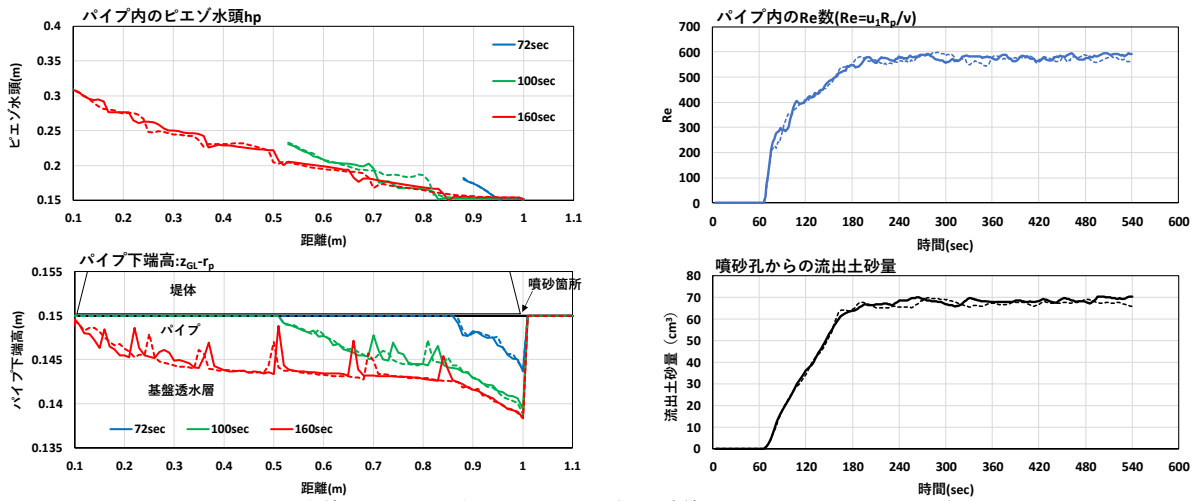 パイプ内のピエゾ水頭hp
ピエゾ水頭(m)
0.4
0.35
0.3
0.25
0.2
0.15
72sec
100sec
160sec
0.1 0.2 0.3 0.4 0.5 0.6 0.7 0.8 0.9 1 1.1
距離(m)
パイプ内のRe数(Re=u₁Rₚ/ν)
Re
700
600
500
400
300
200
100
0
0 60 120 180 240 300 360 420 480 540 600
時間(sec)
パイプ下端高:z_GL-r_p
パイプ下端高(m)
0.155
0.15
0.145
0.14
0.135
堤体
噴砂箇所
パイプ
基盤透水層
72sec 100sec 160sec
0.1 0.2 0.3 0.4 0.5 0.6 0.7 0.8 0.9 1 1.1
距離(m)
噴砂孔からの流出土砂量
流出土砂量（cm³）
80
70
60
50
40
30
20
10
0
0 60 120 180 240 300 360 420 480 540 600
時間(sec)